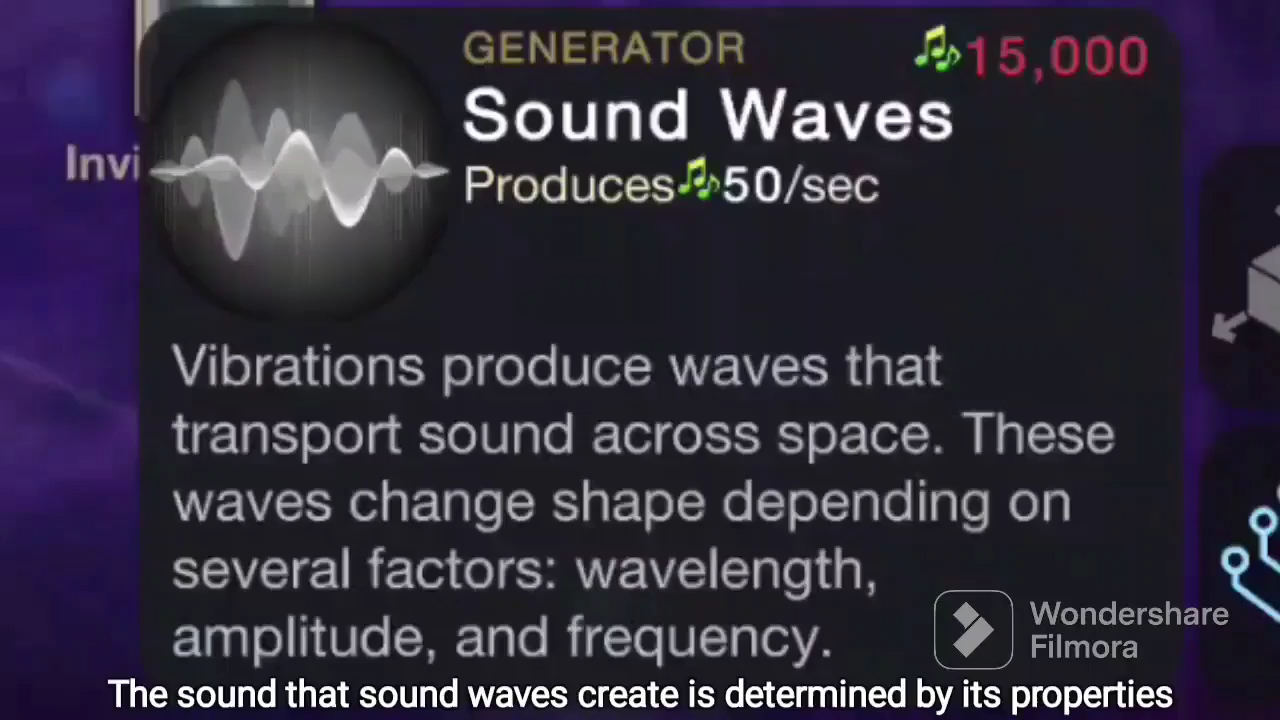 GENERATOR
15,000
Sound Waves
Produces 50/sec
Invi
Vibrations produce waves that
transport sound across space. These
waves change shape depending on
several factors: wavelength,
amplitude, and frequency.
Wondershare
Filmora
The sound that sound waves create is determined by its properties